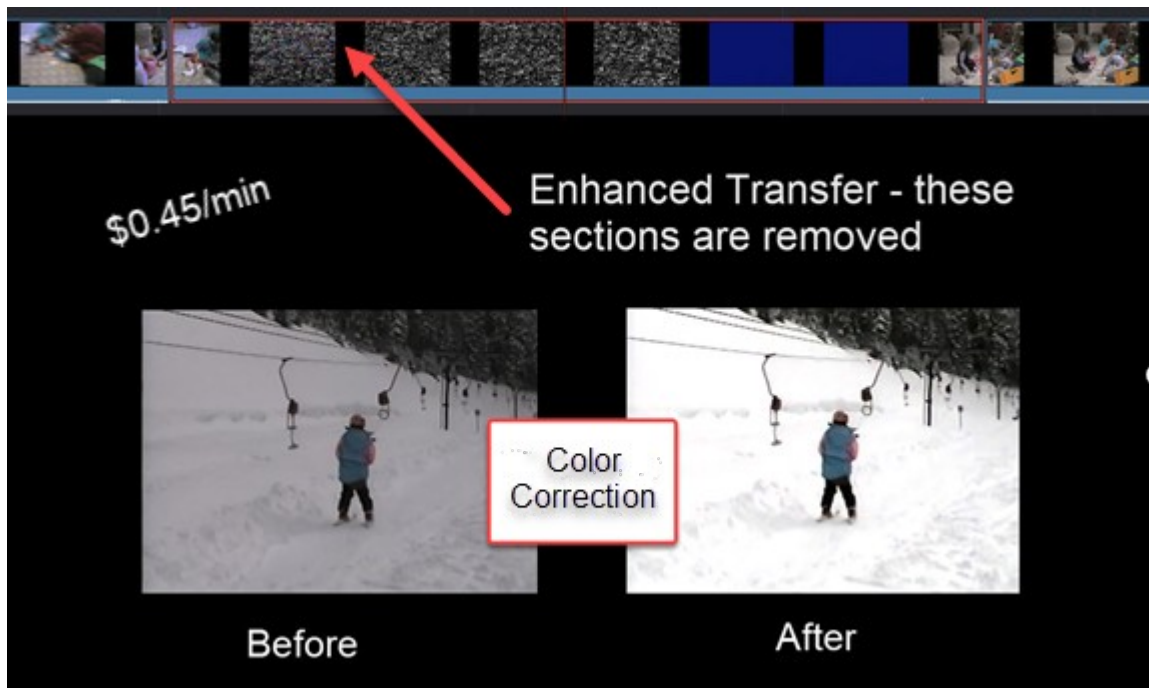 $0.45/min
Enhanced Transfer - these
sections are removed
Color
Correction
Before
After